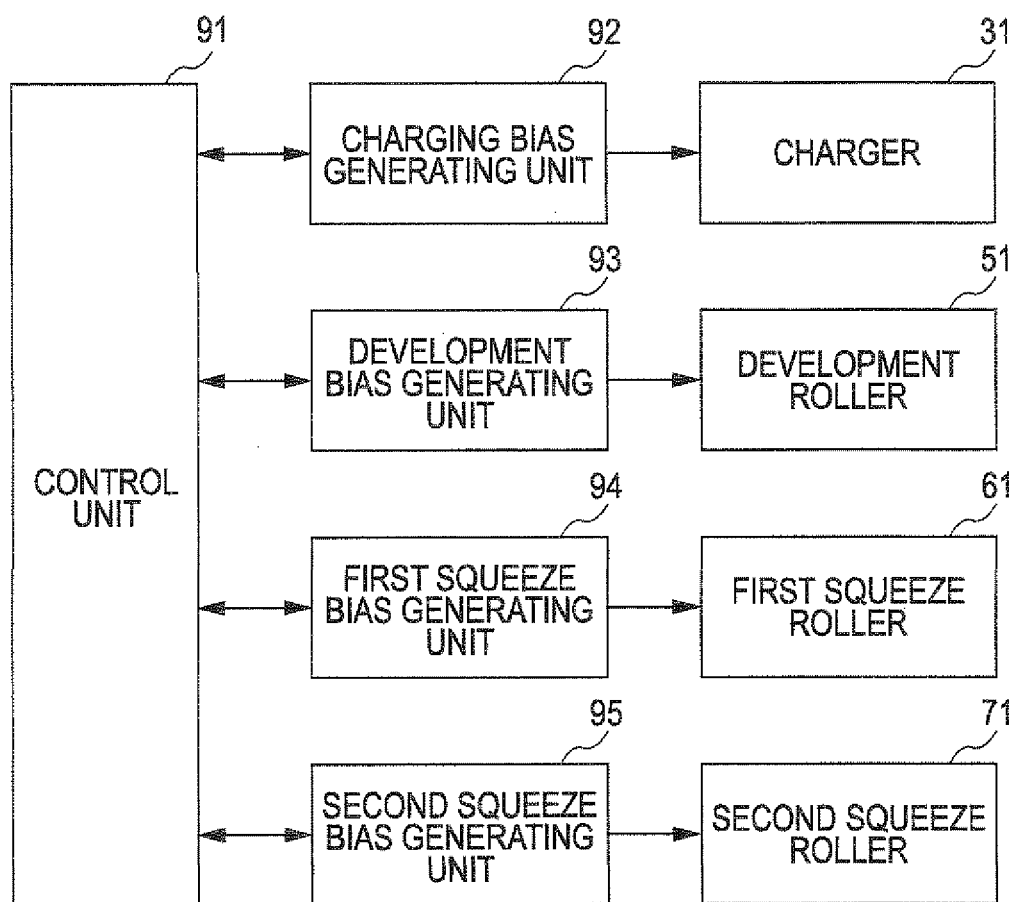 91
92
31
CHARGING BIAS
GENERATING UNIT
CHARGER
93
51
DEVELOPMENT
BIAS GENERATING
UNIT
DEVELOPMENT
ROLLER
CONTROL
UNIT
94
61
FIRST SQUEEZE
BIAS GENERATING
UNIT
FIRST SQUEEZE
ROLLER
95
71
SECOND SQUEEZE
BIAS GENERATING
UNIT
SECOND SQUEEZE
ROLLER